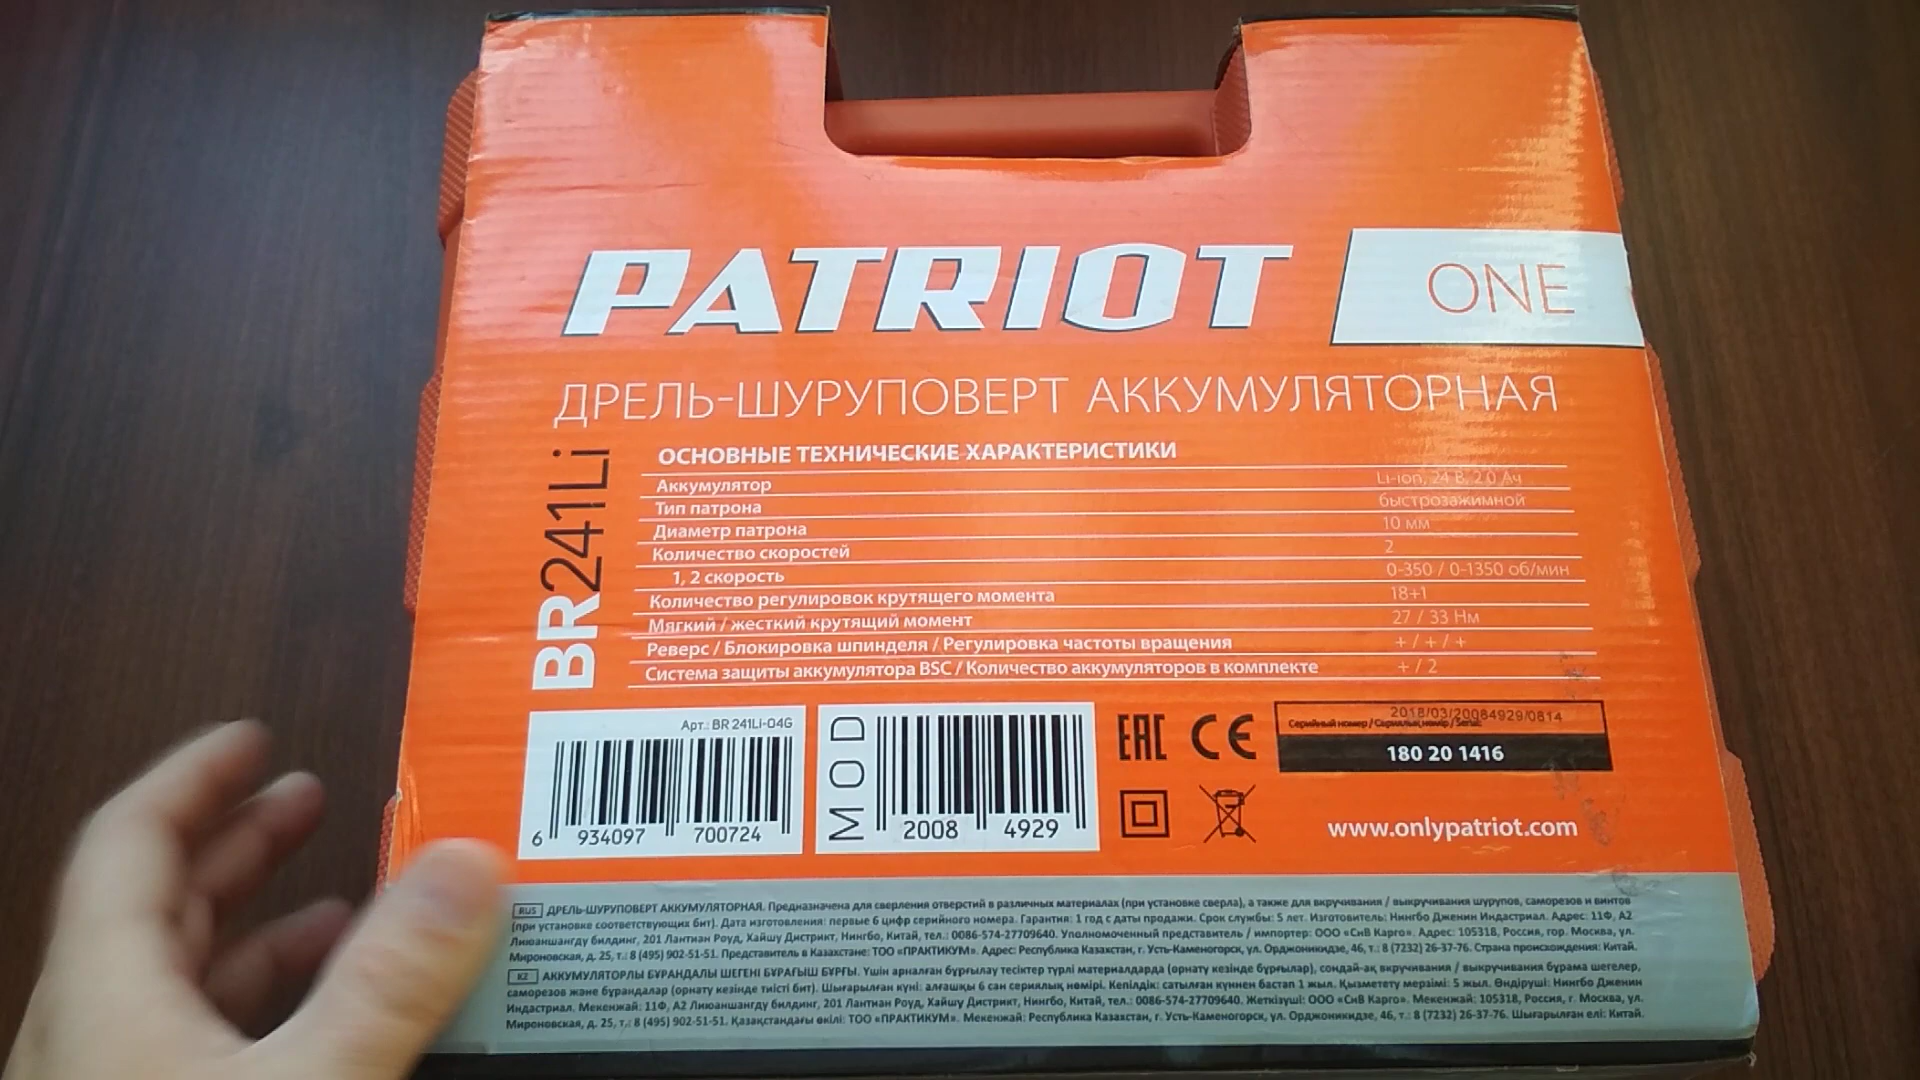 PATRIOT
ONE
ДРЕЛЬ-ШУРУПОВЕРТ АККУМУЛЯТОРНАЯ
BR241Li
ОСНОВНЫЕ ТЕХНИЧЕСКИЕ ХАРАКТЕРИСТИКИ
Аккумулятор Li-ion, 24 В, 2.0 Ач
Тип патрона быстрозажимной
Диаметр патрона 10 мм
Количество скоростей 2
1, 2 скорость 0-350 / 0-1350 об/мин
Количество регулировок крутящего момента 18+1
Мягкий / жесткий крутящий момент 27 / 33 Нм
Реверс / Блокировка шпинделя / Регулировка частоты вращения + / + / +
Система защиты аккумулятора BSC / Количество аккумуляторов в комплекте + / 2
Арт.: BR 241Li-04G
6 934097 700724
MOD
2008 4929
EAC CE
2018/03/20084929/0814
Серийный номер / Сериялық нөмір / Serial:
180 20 1416
www.onlypatriot.com
RUS ДРЕЛЬ-ШУРУПОВЕРТ АККУМУЛЯТОРНАЯ. Предназначена для сверления отверстий в различных материалах (при установке сверла), а также для вкручивания / выкручивания шурупов, саморезов и винтов
(при установке соответствующих бит). Дата изготовления: первые 6 цифр серийного номера. Гарантия: 1 год с даты продажи. Срок службы: 5 лет. Изготовитель: Нингбо Дженин Индастриал. Адрес: 11Ф, А2
Лиюаншангду билдинг, 201 Лантиан Роуд, Хайшу Дистрикт, Нингбо, Китай, тел.: 0086-574-27709640. Уполномоченный представитель / импортер: ООО «СиВ Карго». Адрес: 105318, Россия, гор. Москва, ул.
Мироновская, д. 25, т.: 8 (495) 902-51-51. Представитель в Казахстане: ТОО «ПРАКТИКУМ». Адрес: Республика Казахстан, г. Усть-Каменогорск, ул. Орджоникидзе, 46, т.: 8 (7232) 26-37-76. Страна происхождения: Китай.
KZ АККУМУЛЯТОРЛЫ БУРАНДАЛЫ ШЕГЕНІ БҰРАҒЫШ БҰРҒЫ. Үшін арналған бұрғылау тесіктер түрлі материалдарда (орнату кезінде бұрғылар), сондай-ақ вкручивания / выкручивания бұрама шегелер,
саморезов және бұрандалар (орнату кезінде тиісті бит). Шығарылған күні: алғашқы 6 сан сериялық нөмірі. Кепілдік: сатылған күннен бастап 1 жыл. Қызметету мерзімі: 5 жыл. Өндіруші: Нингбо Дженин
Индастриал. Мекенжай: 11Ф, А2 Лиюаншангду билдинг, 201 Лантиан Роуд, Хайшу Дистрикт, Нингбо, Китай, тел.: 0086-574-27709640. Жеткізуші: ООО «СиВ Карго». Мекенжай: 105318, Россия, г. Москва, ул.
Мироновская, д. 25, т.: 8 (495) 902-51-51. Қазақстандағы өкілі: ТОО «ПРАКТИКУМ». Мекенжай: Республика Казахстан, г. Усть-Каменогорск, ул. Орджоникидзе, 46, т.: 8 (7232) 26-37-76. Шығарылған елі: Китай.